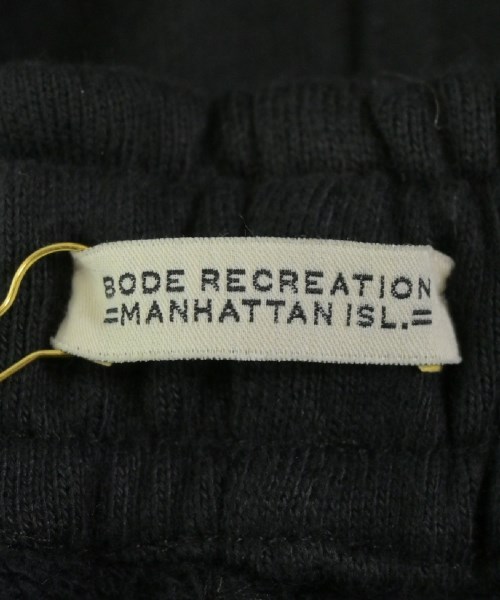 BODE RECREATION
=MANHATTAN ISL.=